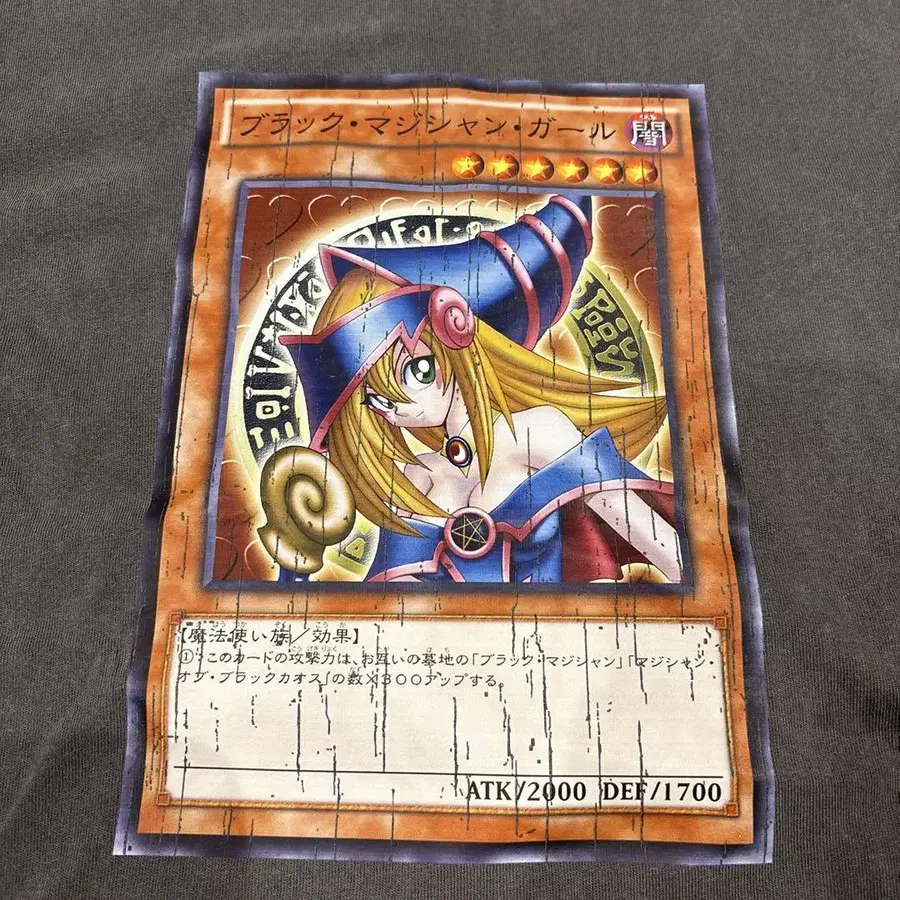 ブラック・マジシャン・ガール
闇
【魔法使い族/効果】
①:このカードの攻撃力は、お互いの墓地の「ブラック・マジシャン」「マジシャン・
オブ・ブラックカオス」の数×300アップする。
ATK/2000 DEF/1700